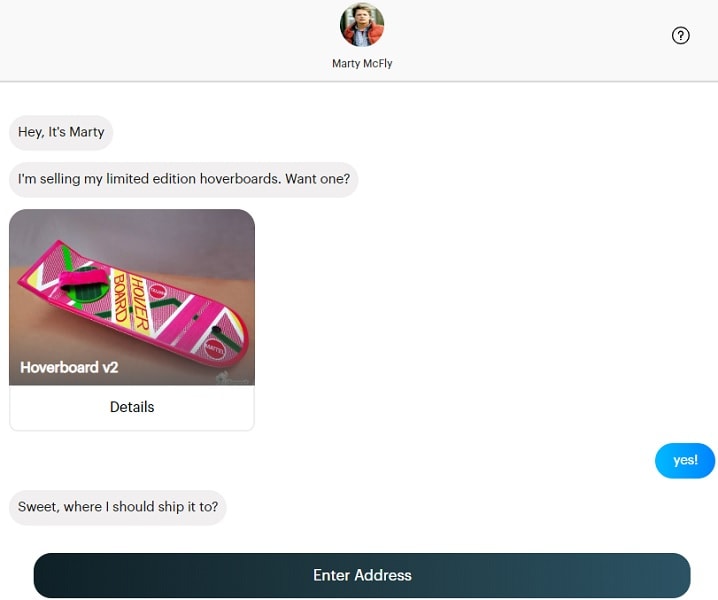 ?
Marty McFly
Hey, It's Marty
I'm selling my limited edition hoverboards. Want one?
HOVER
BOARD
MATTEL
Hoverboard v2
Details
yes!
Sweet, where I should ship it to?
Enter Address